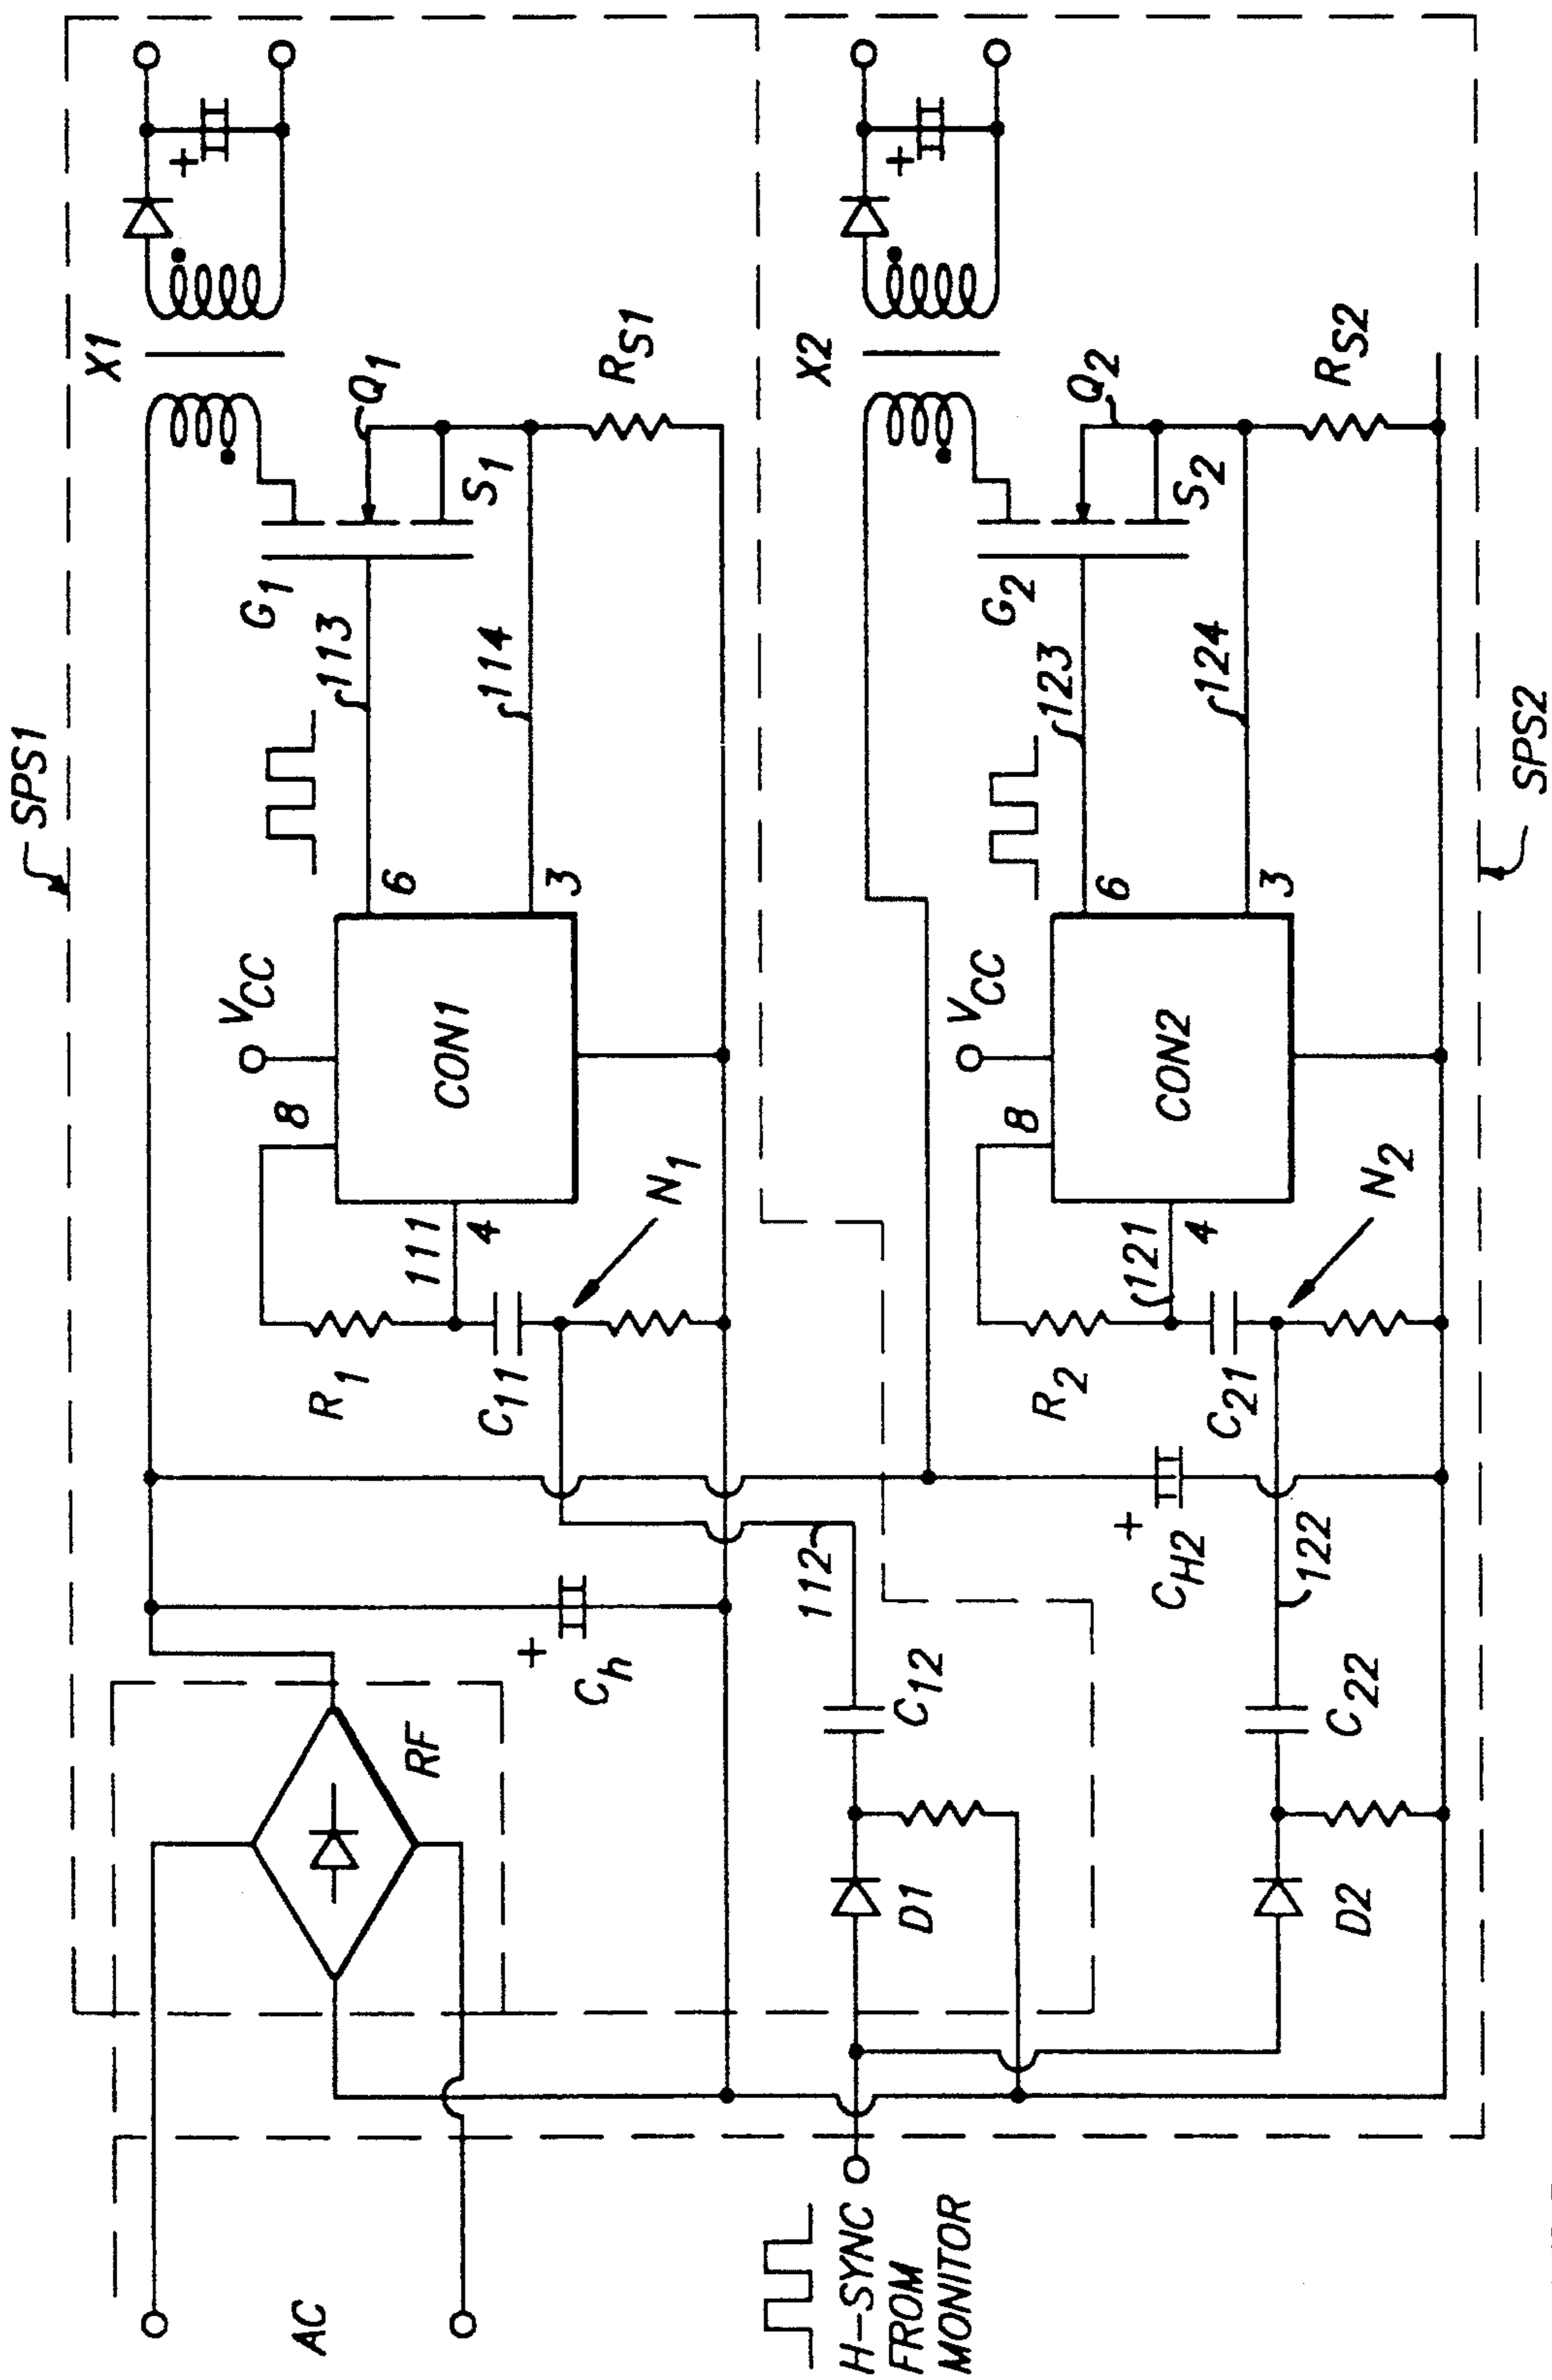 SPS1
X1
Q1
RS1
S1
G1
113
114
6
3
VCC
CON1
8
4
111
N1
R1
C11
Ch
+
RF
AC
112
C12
D1
+
X2
Q2
RS2
S2
G2
123
124
6
3
VCC
CON2
8
4
121
N2
R2
C21
+
CH2
122
C22
D2
+
SPS2
H-SYNC
FROM
MONITOR